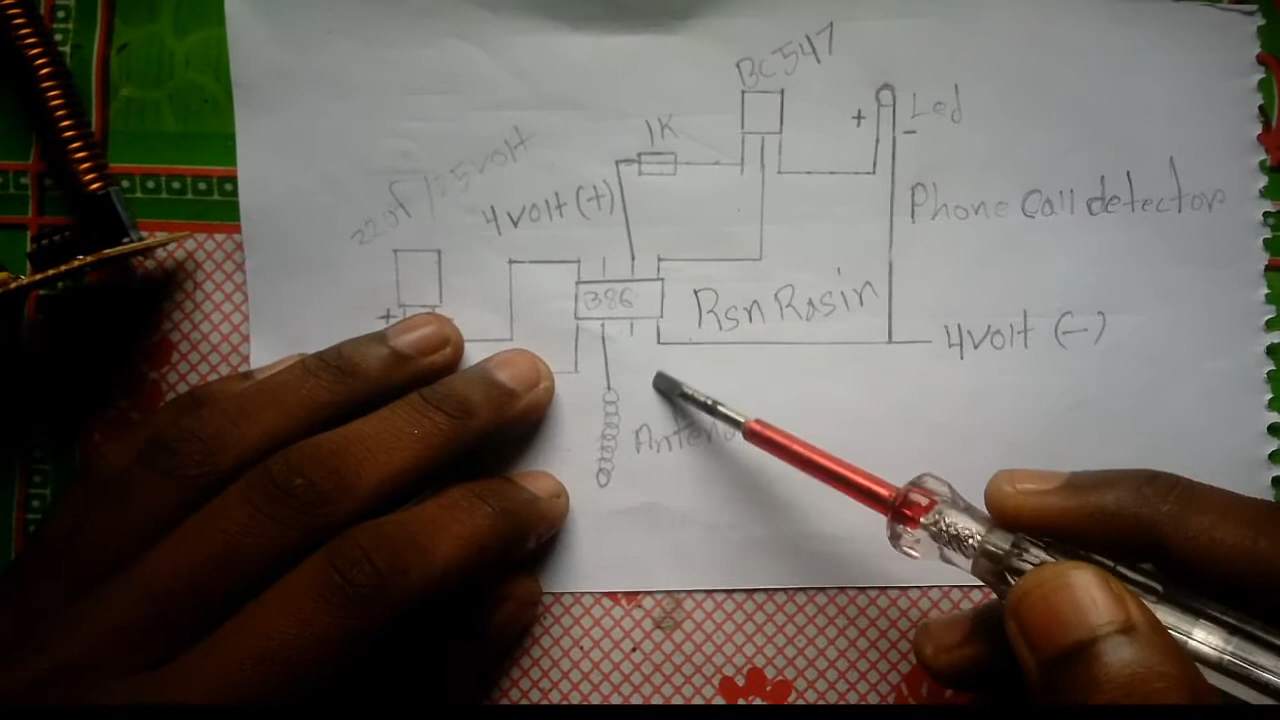 BC547
+
Led
-
1K
22uf /25volt
4volt(+)
Phone Call detector
386
Rsn Rasin
+
4volt (-)